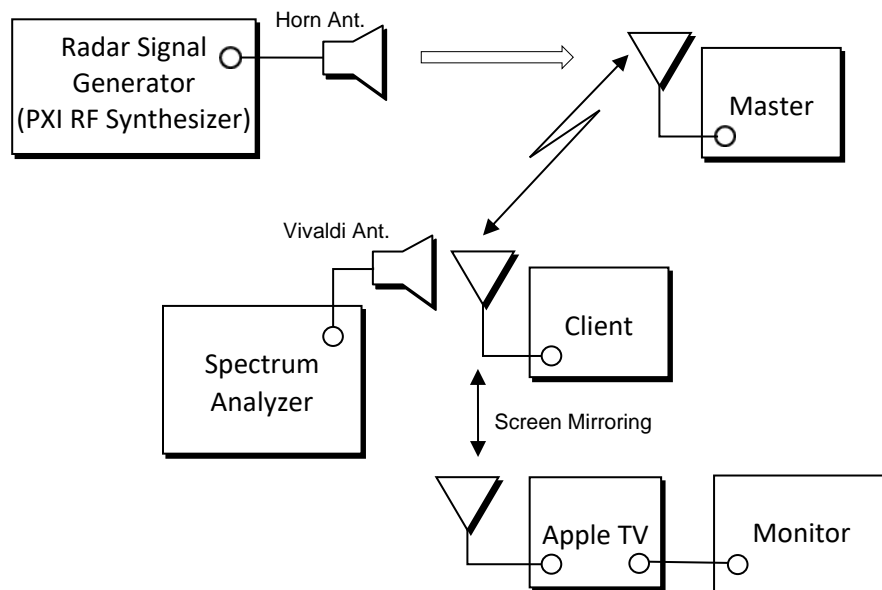 Horn Ant.
Radar Signal
Generator
(PXI RF Synthesizer)
Master
Vivaldi Ant.
Client
Spectrum
Analyzer
Screen Mirroring
Apple TV
Monitor